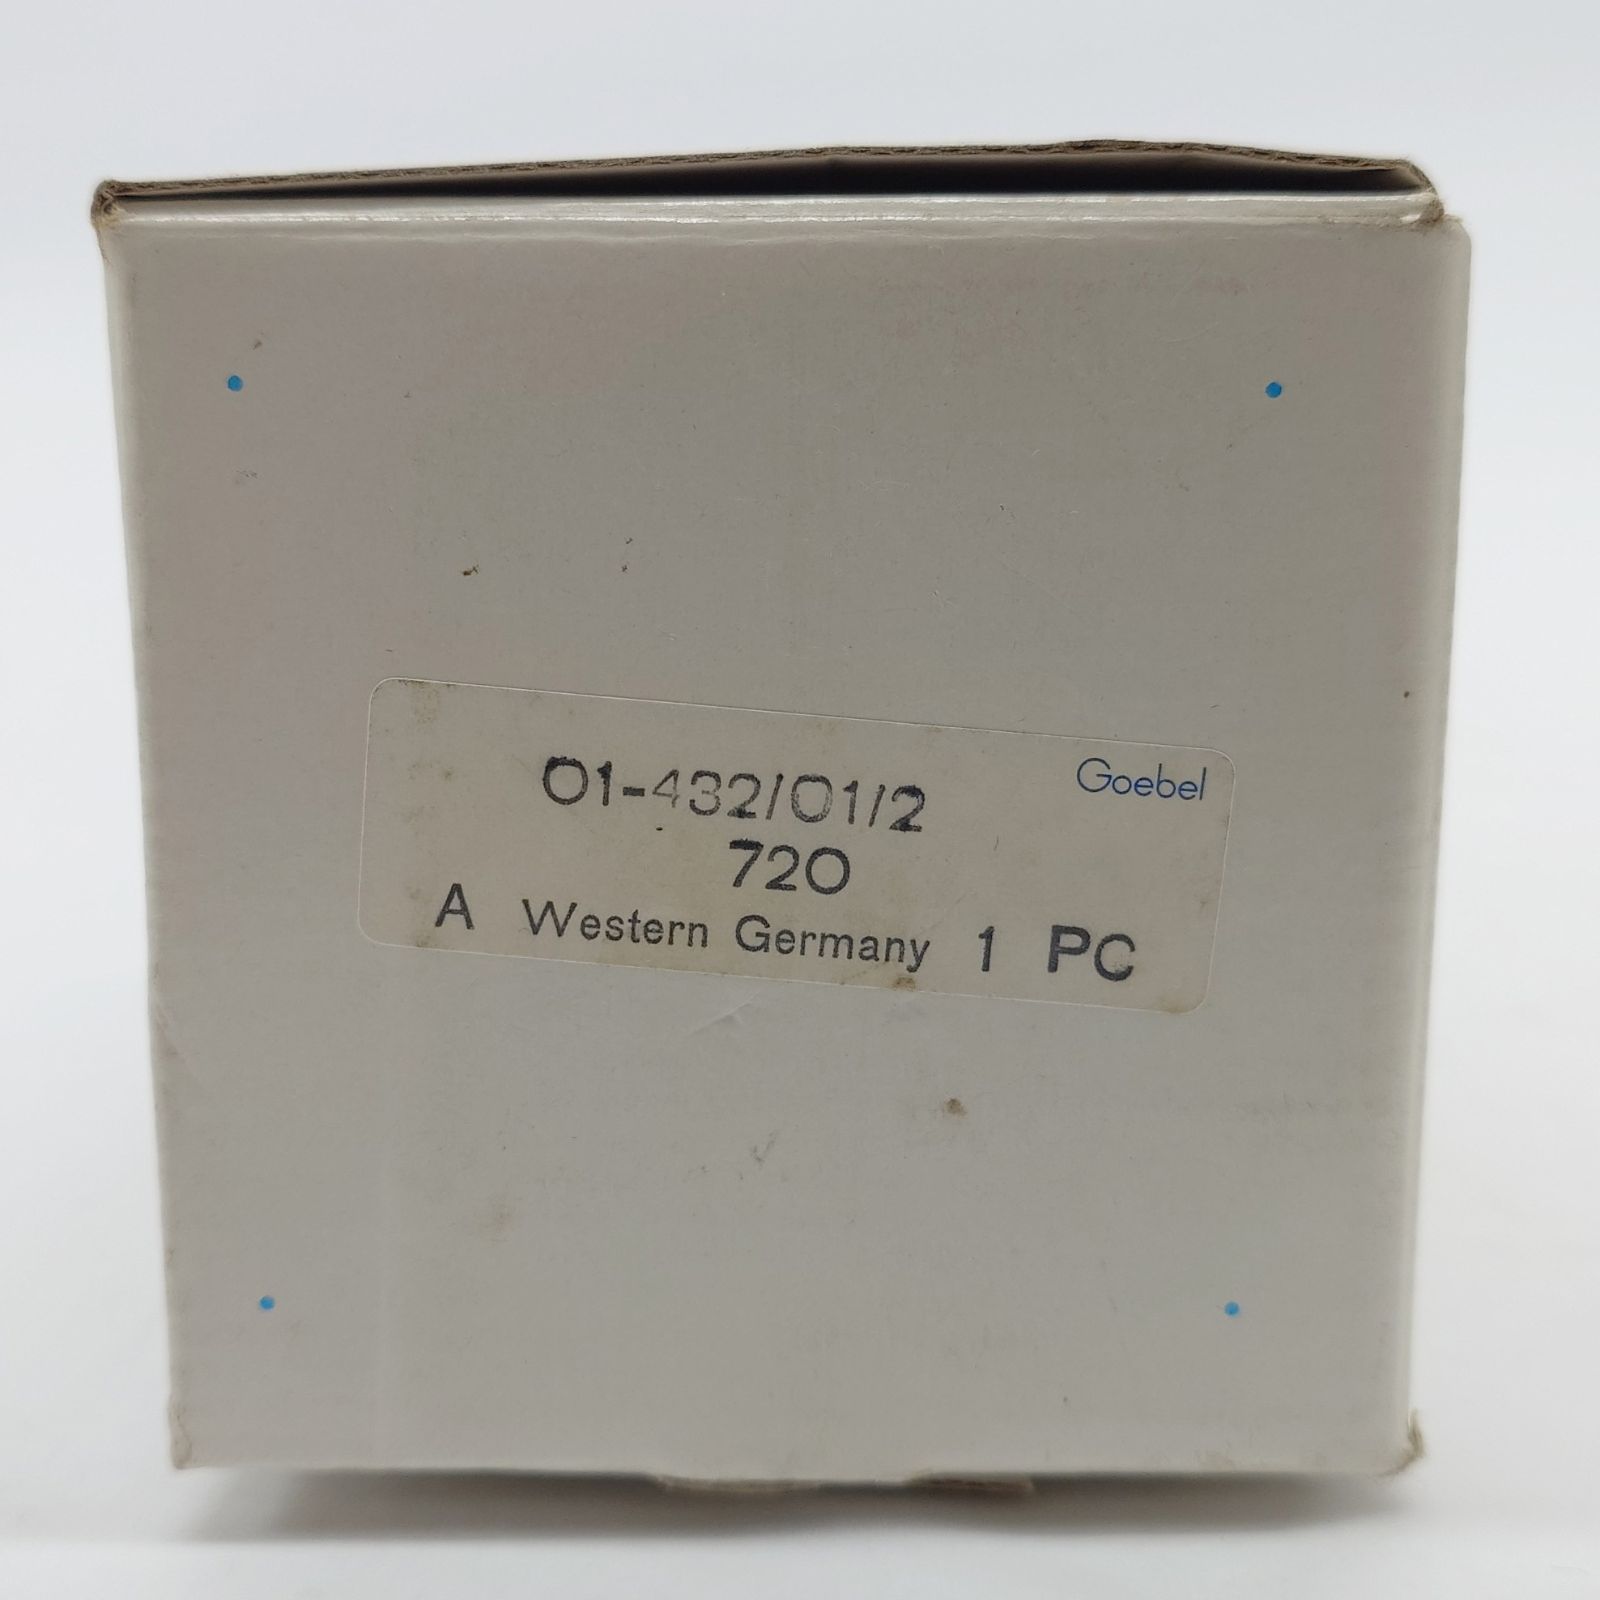 Goebel
01-432/01/2
720
A Western Germany 1 PC